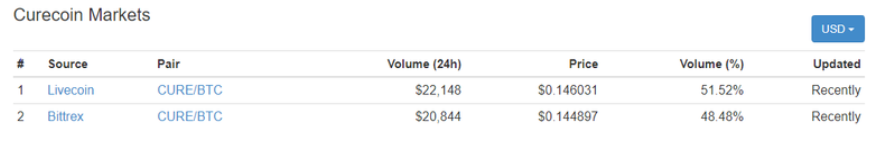 Curecoin Markets
USD
# Source Pair Volume (24h) Price Volume (%) Updated
1 Livecoin CURE/BTC $22,148 $0.146031 51.52% Recently
2 Bittrex CURE/BTC $20,844 $0.144897 48.48% Recently